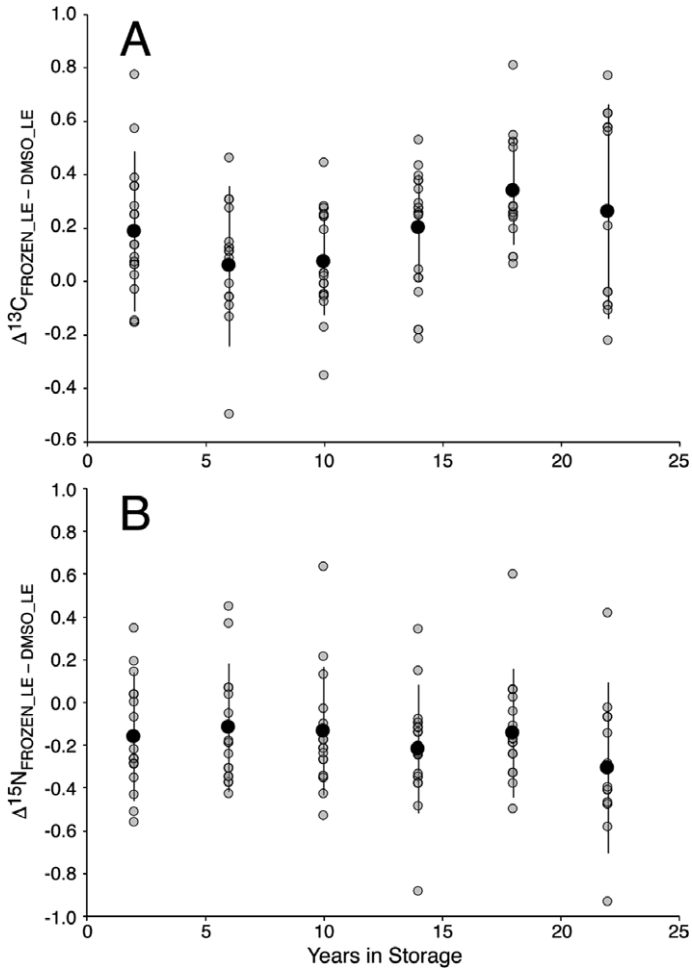 A
Δ13CFROZEN_LE – DMSO_LE
1.0
0.8
0.6
0.4
0.2
0.0
-0.2
-0.4
-0.6
0 5 10 15 20 25
B
Δ15NFROZEN_LE – DMSO_LE
1.0
0.8
0.6
0.4
0.2
0.0
-0.2
-0.4
-0.6
-0.8
-1.0
0 5 10 15 20 25
Years in Storage